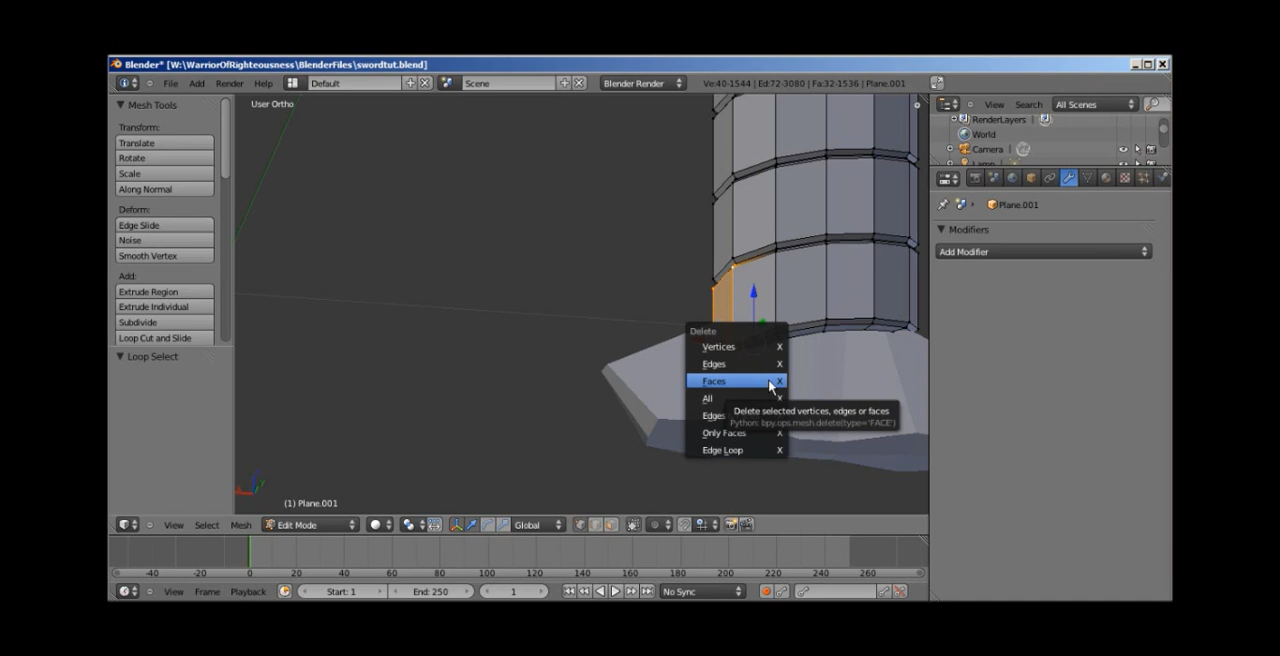 Blender* [W:\WarriorOfRighteousness\BlenderFiles\swordtut.blend]
File Add Render Help Default Scene Blender Render Ve:40-1544 | Ed:72-3080 | Fa:32-1536 | Plane.001
Mesh Tools
Transform:
Translate
Rotate
Scale
Along Normal
Deform:
Edge Slide
Noise
Smooth Vertex
Add:
Extrude Region
Extrude Individual
Subdivide
Loop Cut and Slide
Loop Select
User Ortho
Delete
Vertices X
Edges X
Faces X
All X
Edges
Only Faces X
Edge Loop X
Delete selected vertices, edges or faces
Python: bpy.ops.mesh.delete(type='FACE')
(1) Plane.001
View Select Mesh Edit Mode Global
-40 -20 0 20 40 60 80 100 120 140 160 180 200 220 240 260
View Frame Playback Start: 1 End: 250 1 No Sync
View Search All Scenes
RenderLayers |
World
Camera |
Lamp
Plane.001
Modifiers
Add Modifier